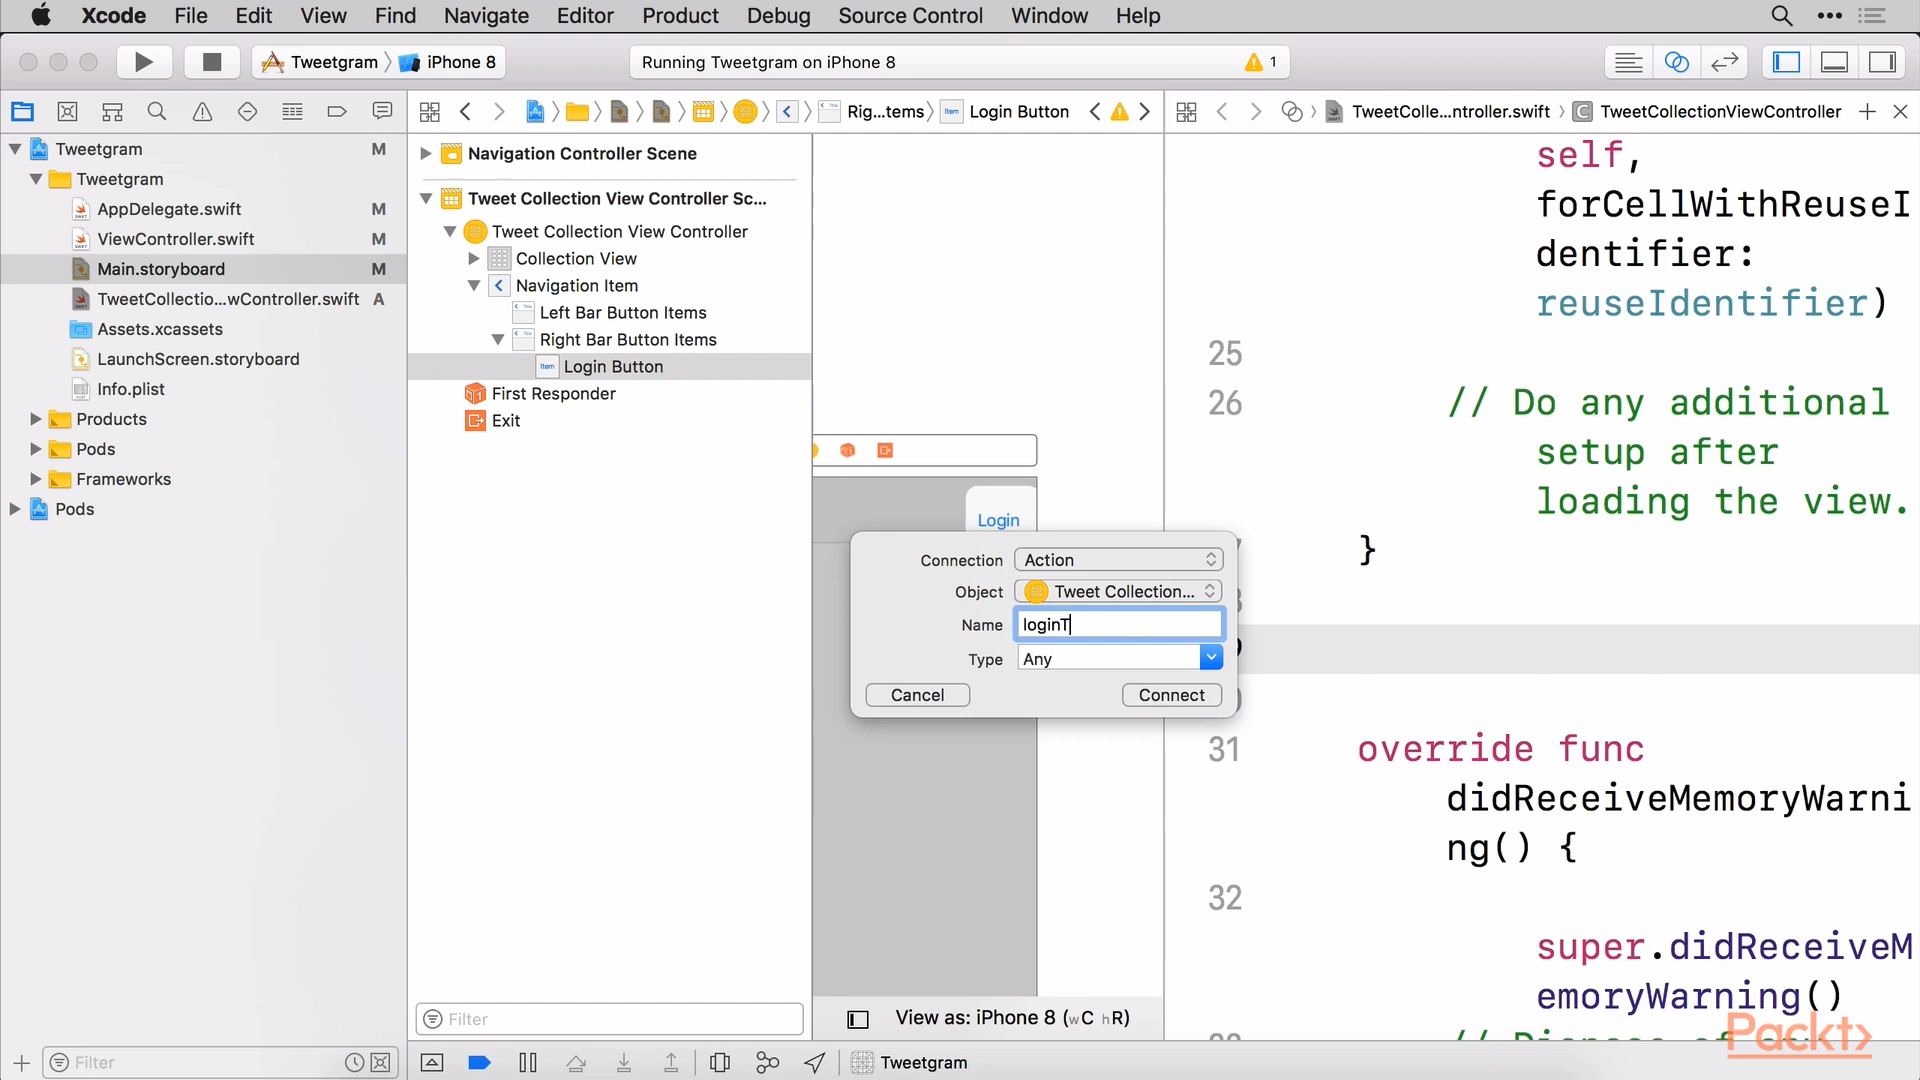 Xcode File Edit View Find Navigate Editor Product Debug Source Control Window Help
Tweetgram iPhone 8
Running Tweetgram on iPhone 8
1
Rig...tems
Login Button
TweetColle...ntroller.swift
TweetCollectionViewController
Tweetgram M
Tweetgram
AppDelegate.swift M
ViewController.swift M
Main.storyboard M
TweetCollectio...wController.swift A
Assets.xcassets
LaunchScreen.storyboard
Info.plist
Products
Pods
Frameworks
Pods
Filter
Navigation Controller Scene
Tweet Collection View Controller Sc...
Tweet Collection View Controller
Collection View
Navigation Item
Left Bar Button Items
Right Bar Button Items
Item Login Button
First Responder
Exit
Filter
Login
Connection Action
Object Tweet Collection...
Name loginT
Type Any
Cancel Connect
View as: iPhone 8 (wC hR)
Tweetgram
self,
forCellWithReuseI
dentifier:
reuseIdentifier)
25
26 // Do any additional
setup after
loading the view.
}
31 override func
didReceiveMemoryWarni
ng() {
32
super.didReceiveM
emoryWarning()
Packt>